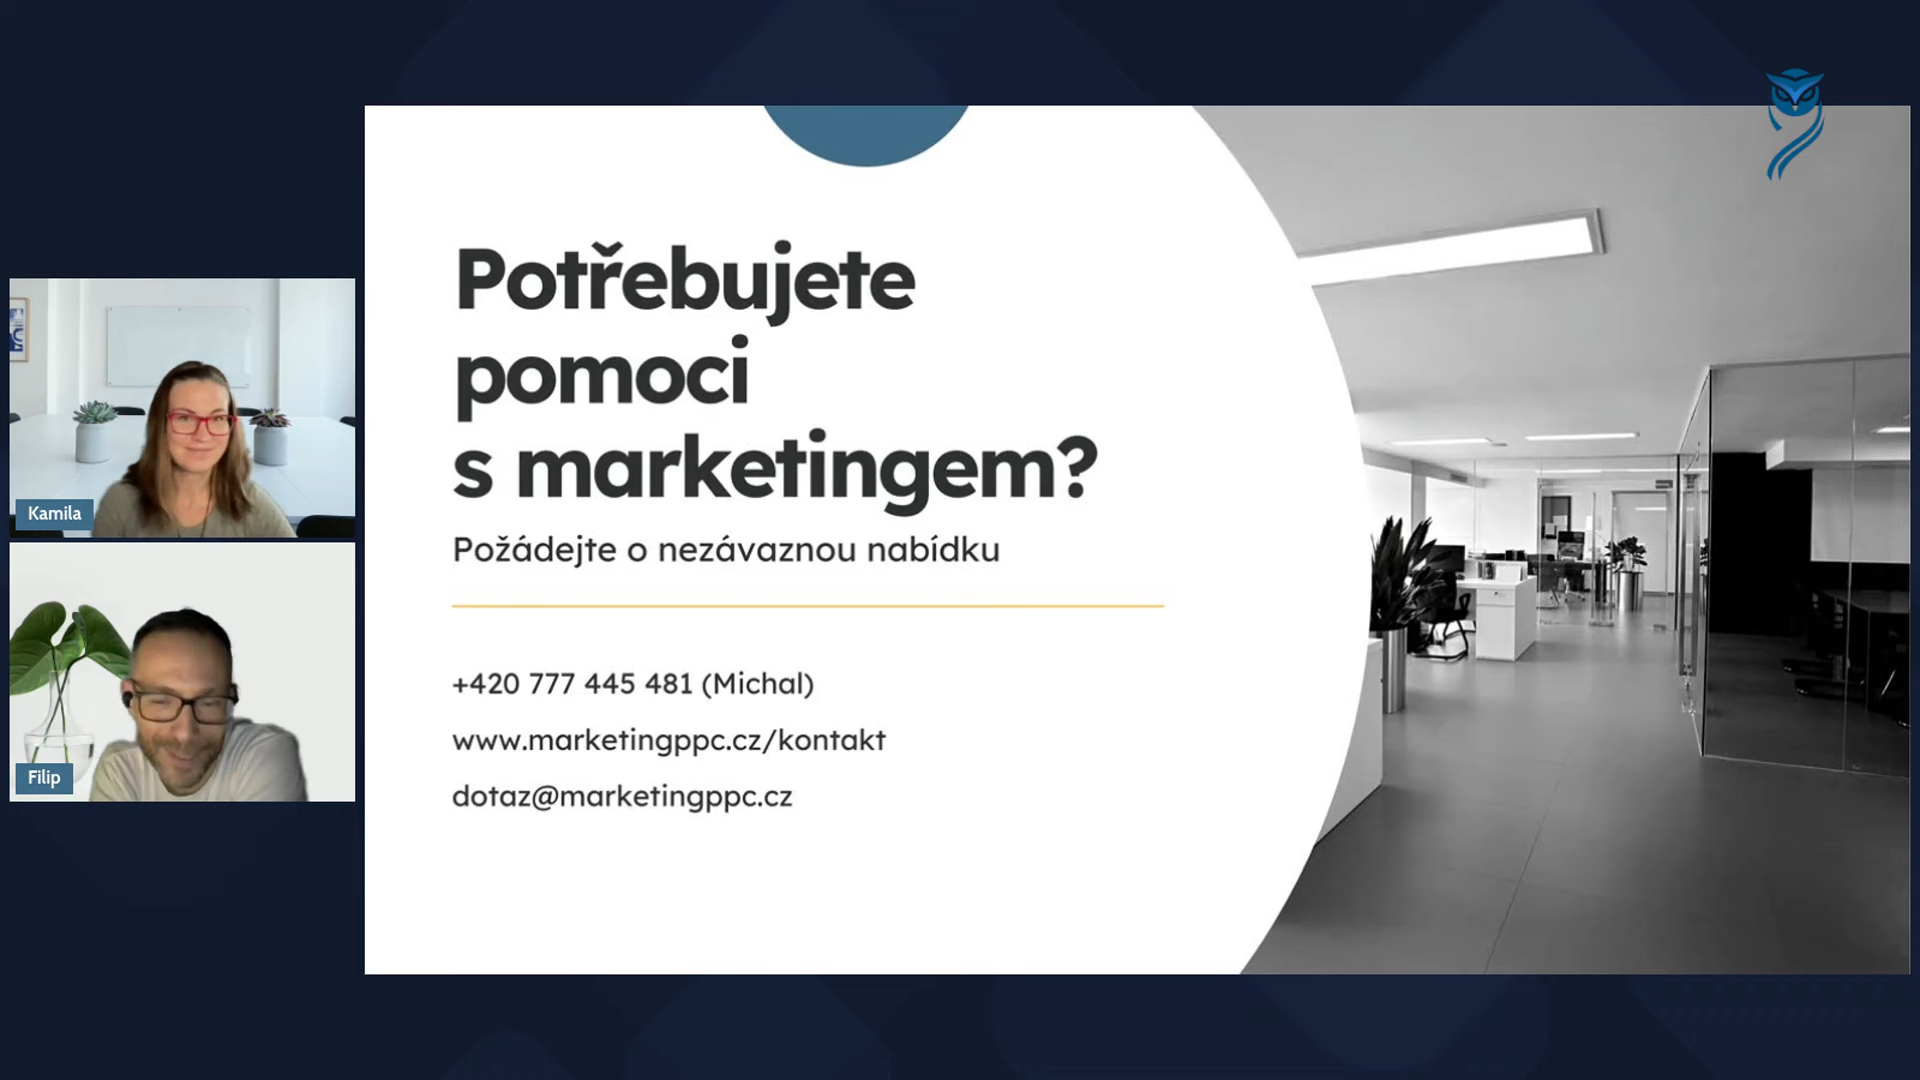 Kamila
Filip
Potřebujete
pomoci
s marketingem?
Požádejte o nezávaznou nabídku
+420 777 445 481 (Michal)
www.marketingppc.cz/kontakt
dotaz@marketingppc.cz